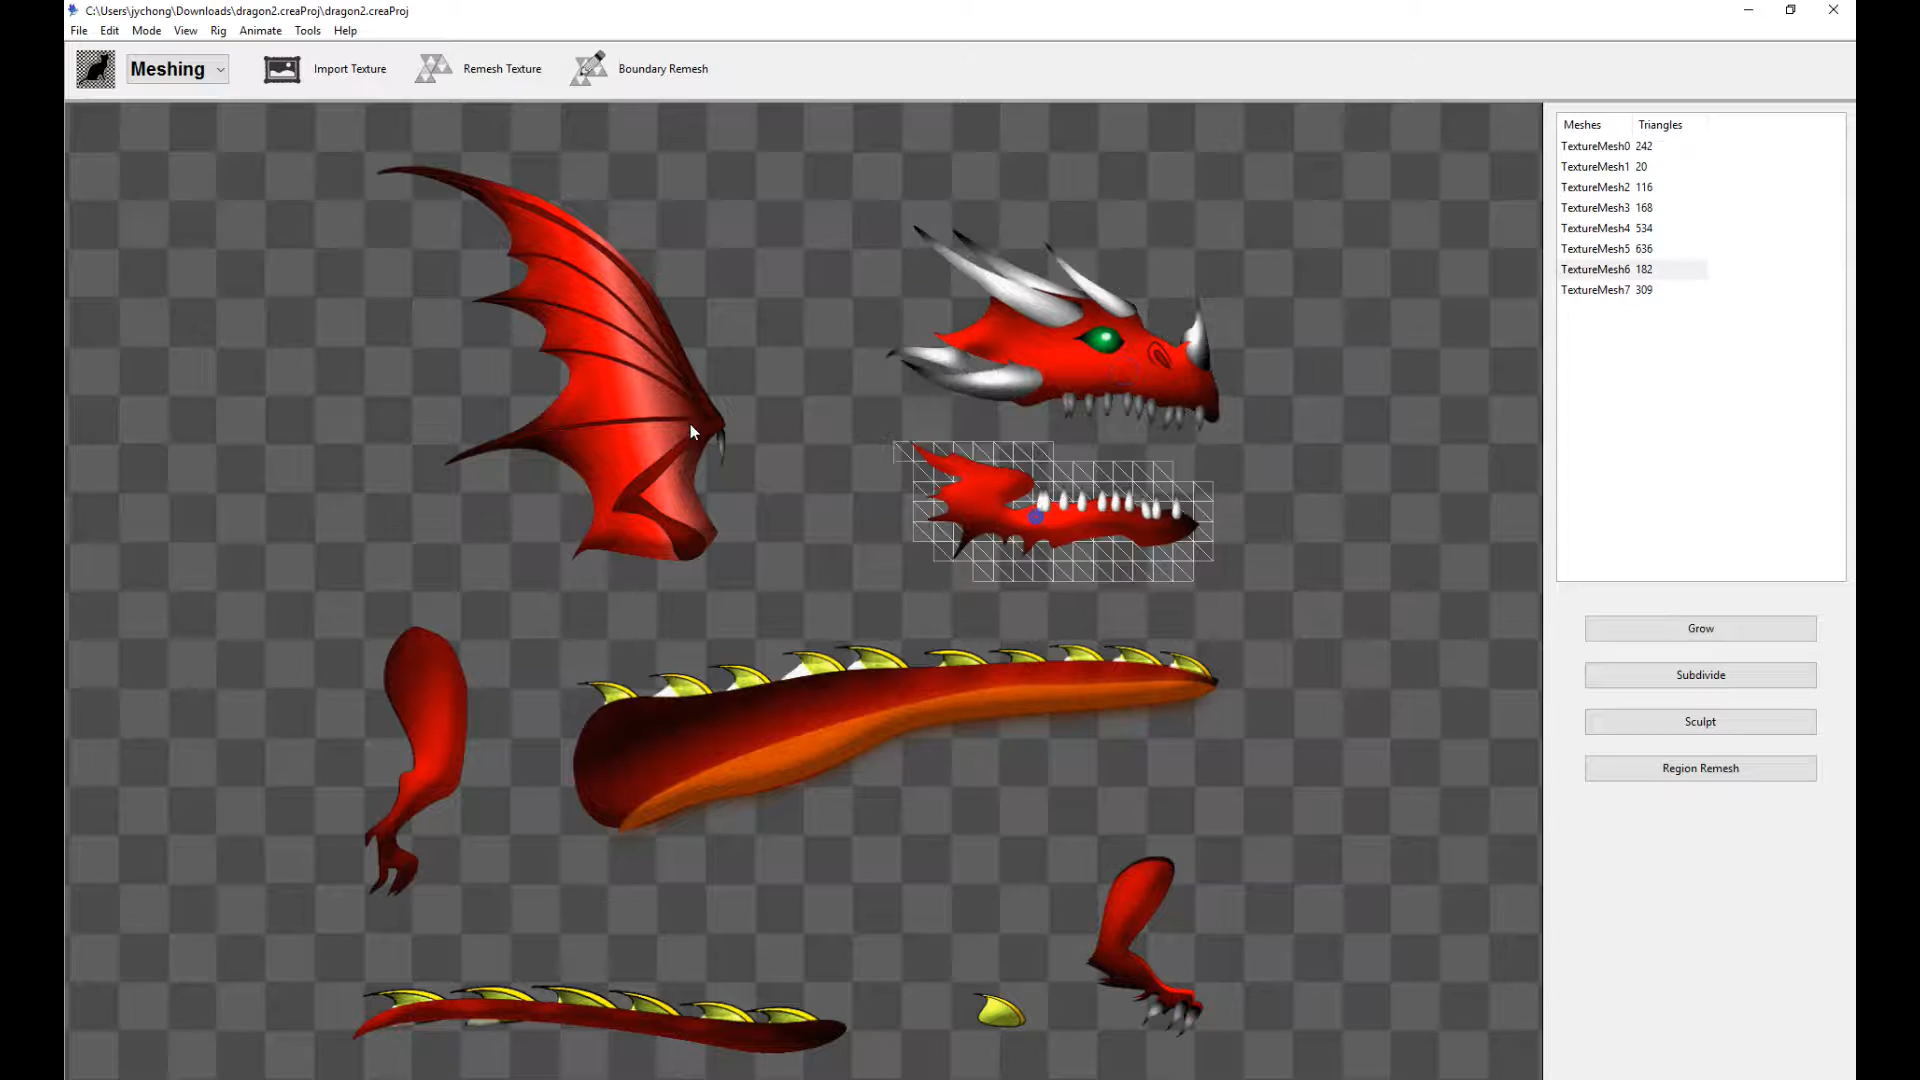 C:\Users\jychong\Downloads\dragon2.creaProj\dragon2.creaProj
File Edit Mode View Rig Animate Tools Help
Meshing Import Texture Remesh Texture Boundary Remesh
Meshes Triangles
TextureMesh0 242
TextureMesh1 20
TextureMesh2 116
TextureMesh3 168
TextureMesh4 534
TextureMesh5 636
TextureMesh6 182
TextureMesh7 309
Grow
Subdivide
Sculpt
Region Remesh